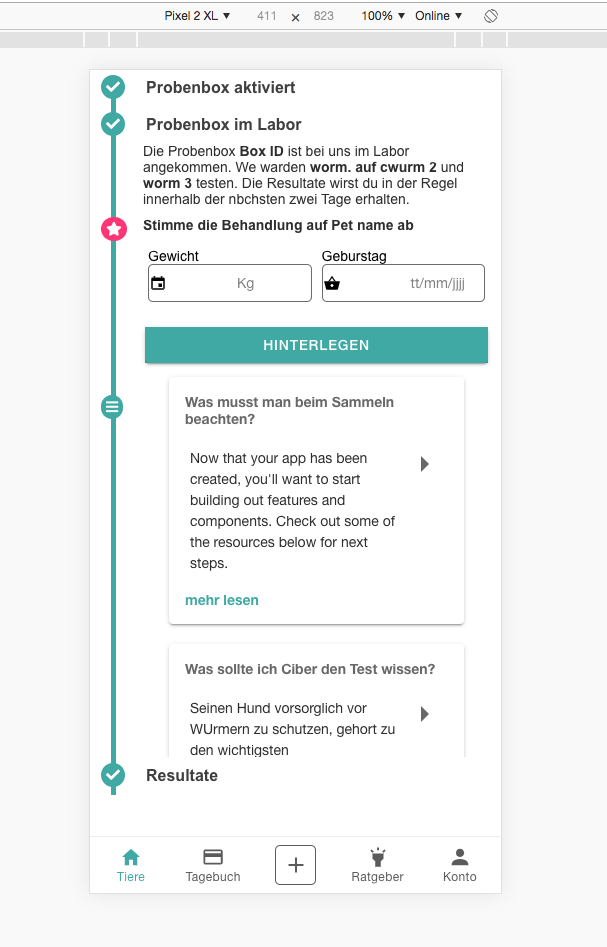 Pixel 2 XL ▼ 411 × 823 100% ▼ Online ▼
Probenbox aktiviert
Probenbox im Labor
Die Probenbox Box ID ist bei uns im Labor
angekommen. We warden worm. auf cwurm 2 und
worm 3 testen. Die Resultate wirst du in der Regel
innerhalb der nbchsten zwei Tage erhalten.
Stimme die Behandlung auf Pet name ab
Gewicht Geburstag
Kg tt/mm/jjjj
HINTERLEGEN
Was musst man beim Sammeln
beachten?
Now that your app has been
created, you'll want to start
building out features and
components. Check out some of
the resources below for next
steps.
mehr lesen
Was sollte ich Ciber den Test wissen?
Seinen Hund vorsorglich vor
WUrmern zu schutzen, gehort zu
den wichtigsten
Resultate
Tiere Tagebuch Ratgeber Konto